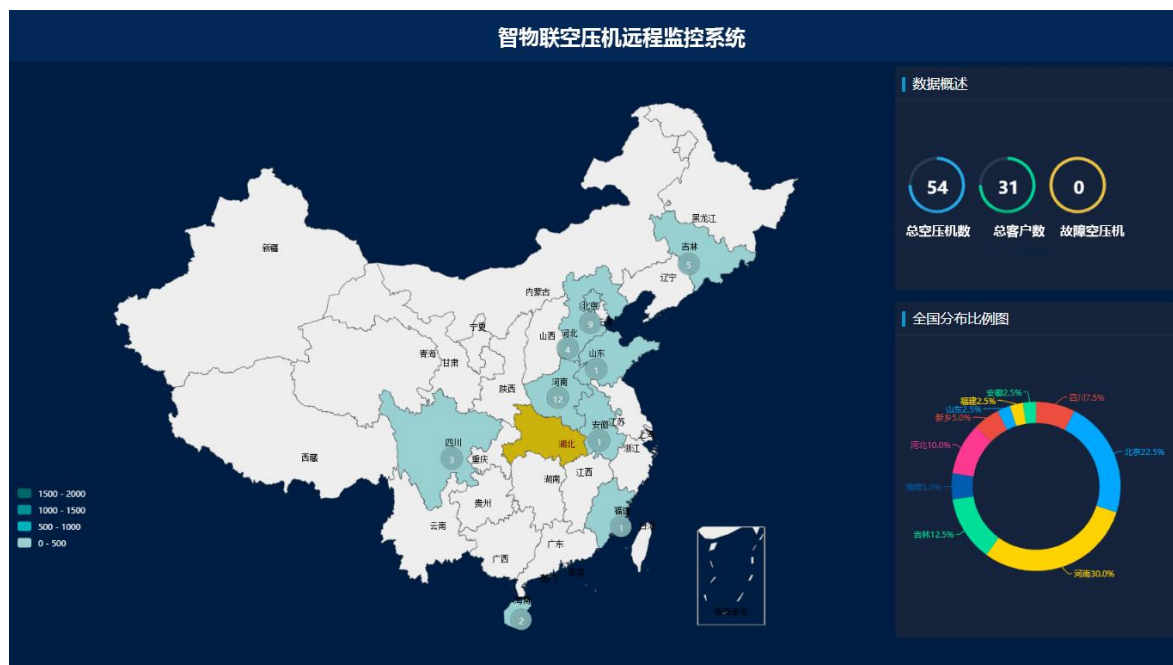 智物联空压机远程监控系统
数据概述
54
31
0
总空压机数
总客户数
故障空压机
全国分布比例图
安徽2.5%
福建2.5%
山东2.5%
新乡5.0%
河北10.0%
海南5.0%
吉林12.5%
四川7.5%
北京22.5%
河南30.0%
黑龙江
吉林
5
辽宁
新疆
内蒙古
北京
9
宁夏
山西
河北
4
山东
1
青海
甘肃
河南
12
陕西
安徽
江苏
1
四川
3
湖北
重庆
浙江
西藏
湖南
江西
贵州
福建
1
云南
广西
广东
海南
2
1500 - 2000
1000 - 1500
500 - 1000
0 - 500